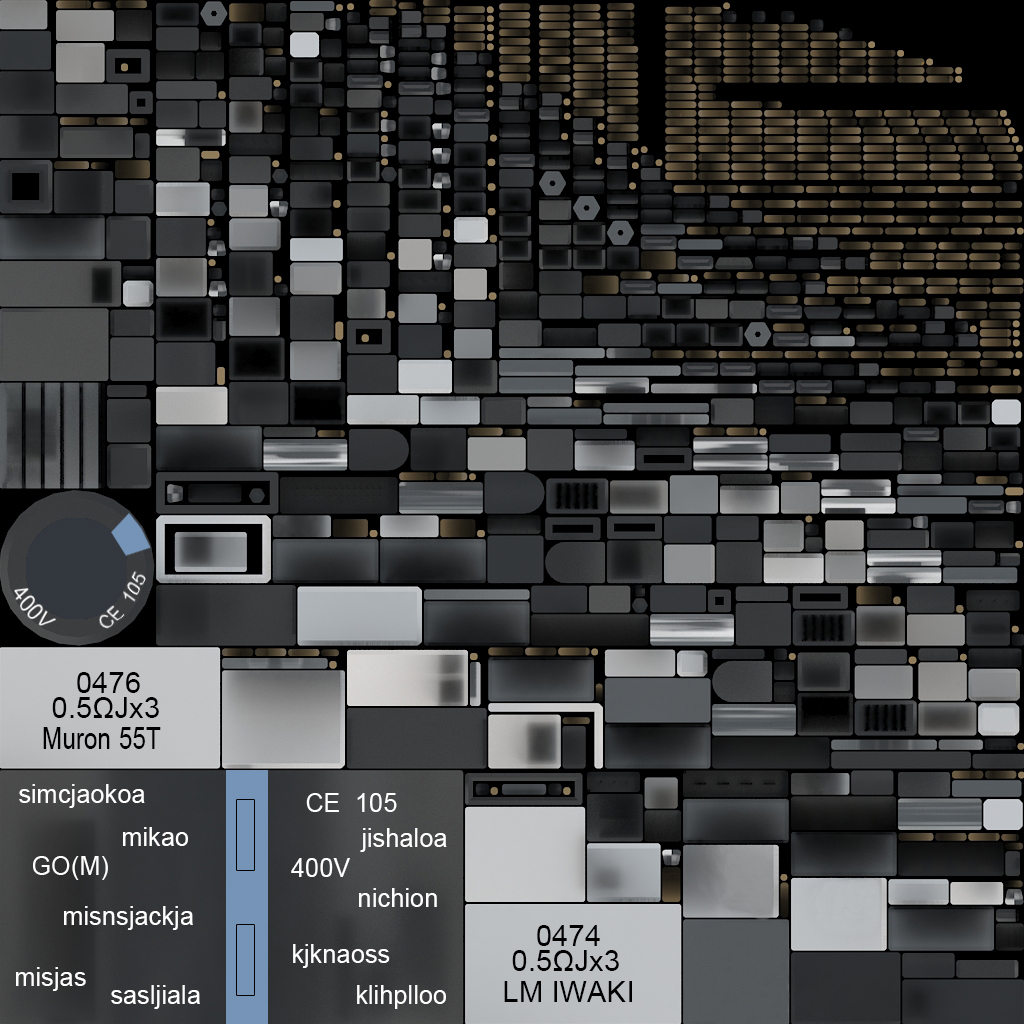 400V
CE 105
0476
0.5ΩJx3
Muron 55T
simcjaokoa
mikao
GO(M)
misnsjackja
misjas
sasljiala
CE 105
jishaloa
400V
nichion
kjknaoss
klihplloo
0474
0.5ΩJx3
LM IWAKI